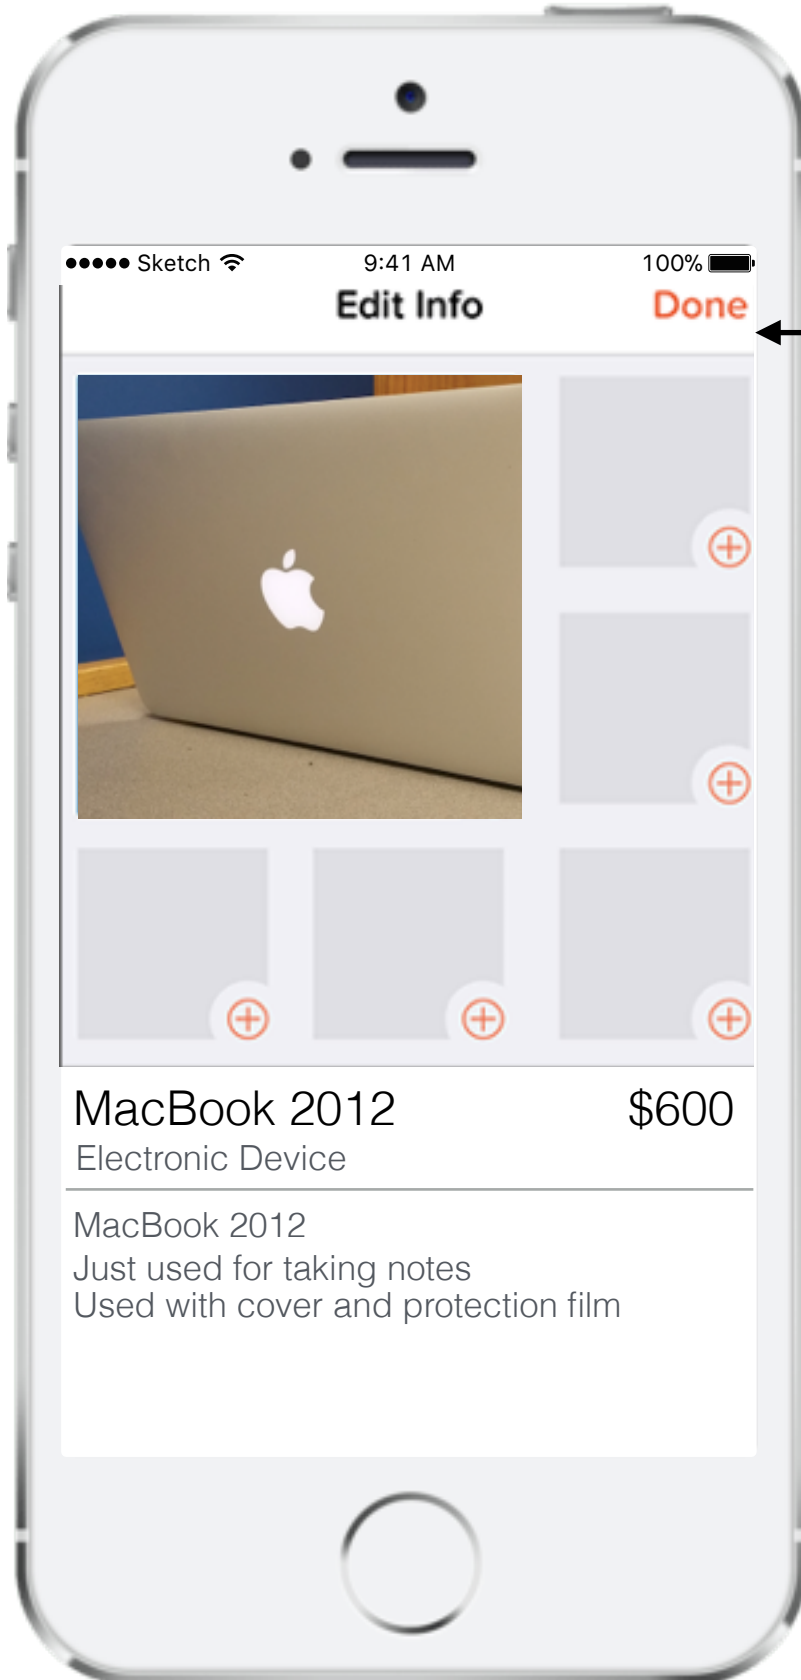 Sketch 9:41 AM 100%
Edit Info Done
MacBook 2012 $600
Electronic Device
MacBook 2012
Just used for taking notes
Used with cover and protection film